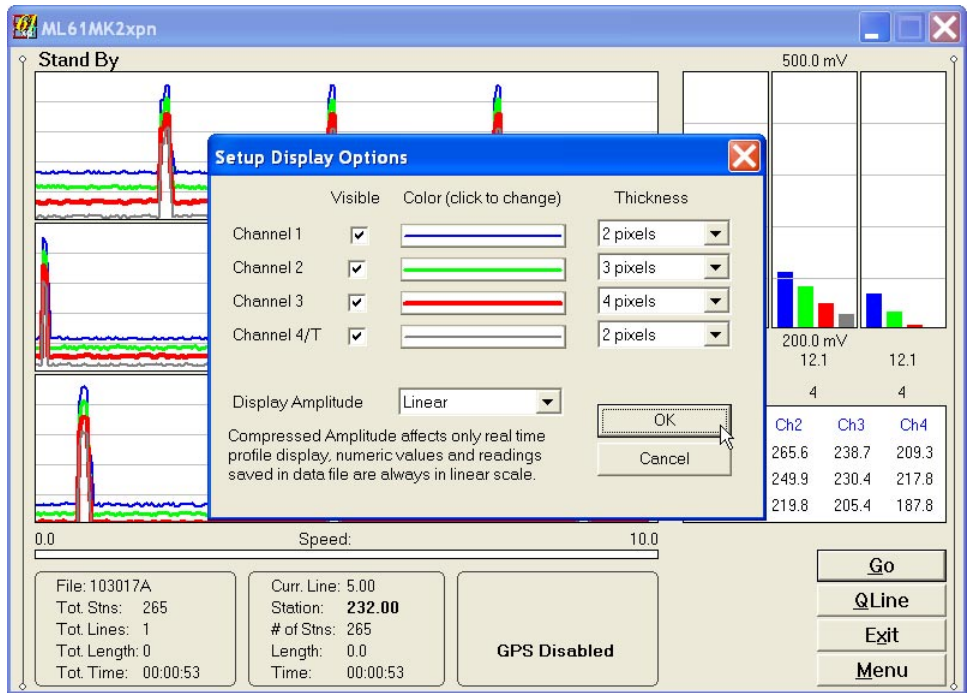 ML61MK2xpn
Stand By
500.0 mV
Setup Display Options
Visible Color (click to change) Thickness
Channel 1 2 pixels
Channel 2 3 pixels
Channel 3 4 pixels
Channel 4/T 2 pixels
Display Amplitude Linear
Compressed Amplitude affects only real time
profile display, numeric values and readings
saved in data file are always in linear scale.
OK
Cancel
200.0 mV
12.1 12.1
4 4
Ch2 Ch3 Ch4
265.6 238.7 209.3
249.9 230.4 217.8
219.8 205.4 187.8
0.0 Speed: 10.0
File: 103017A
Tot. Stns: 265
Tot. Lines: 1
Tot. Length: 0
Tot. Time: 00:00:53
Curr. Line: 5.00
Station: 232.00
# of Stns: 265
Length: 0.0
Time: 00:00:53
GPS Disabled
Go
QLine
Exit
Menu